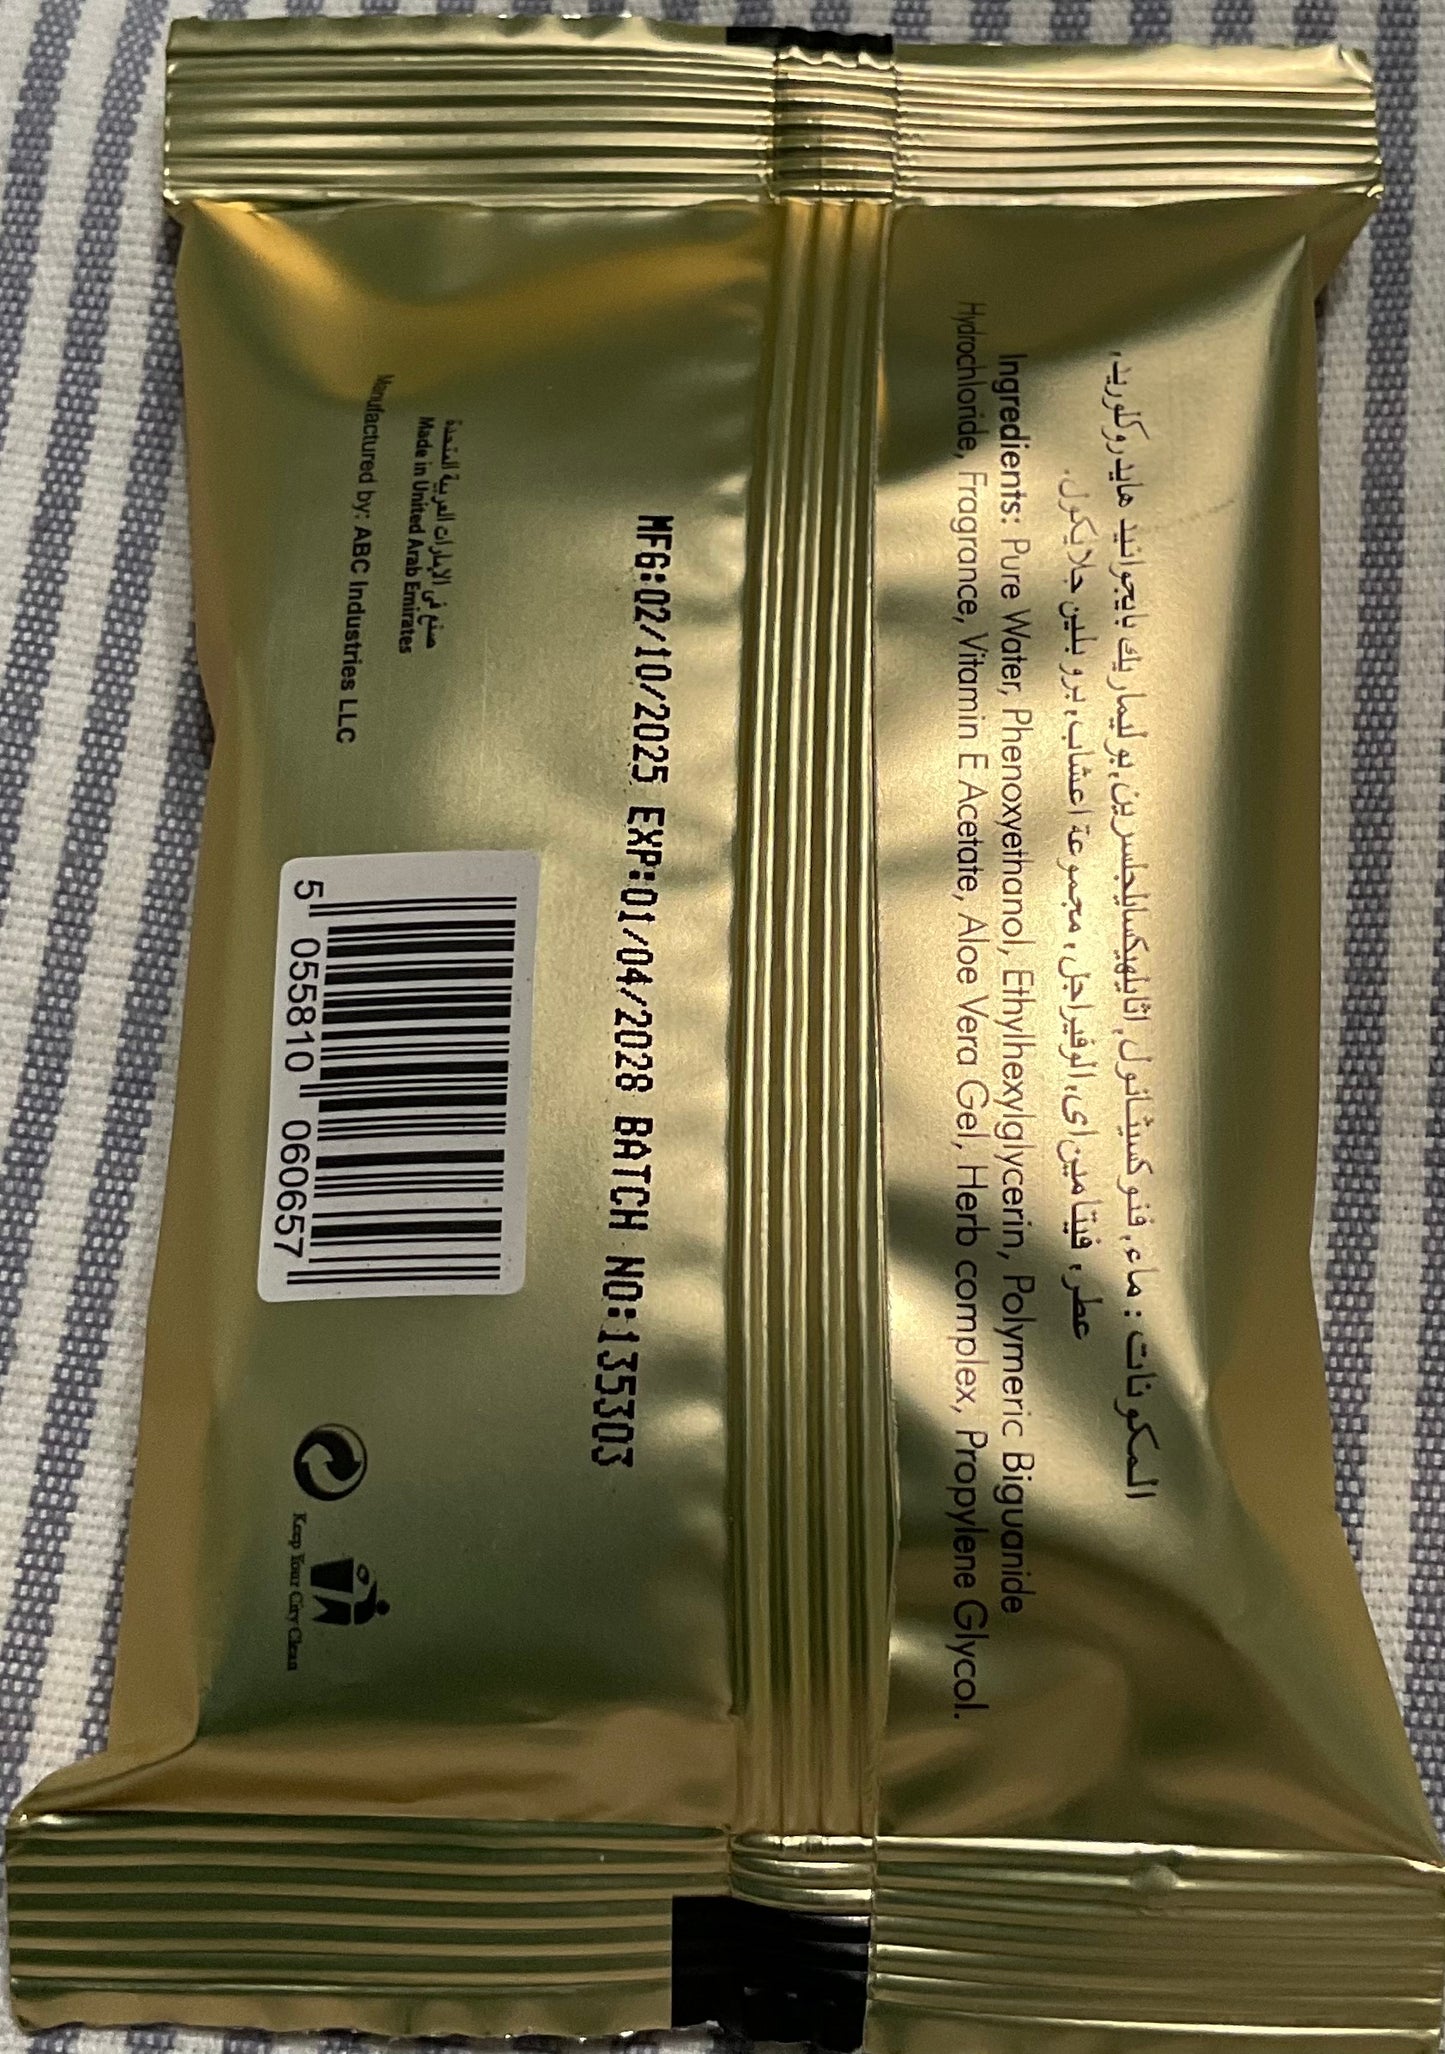 المكونات : ماء, فنوكسيثانول, اثايلهيكسايلجلسرين, بوليماريك بايجوانيد هايدروكلوريد,
عطر, فيتامين اى, الوفيراجل, مجموعة اعشاب, بروبلين جلايكول.
Ingredients: Pure Water, Phenoxyethanol, Ethylhexylglycerin, Polymeric Biguanide
Hydrochloride, Fragrance, Vitamin E Acetate, Aloe Vera Gel, Herb complex, Propylene Glycol.
MFG:02/10/2025 EXP:01/04/2028 BATCH NO:135303
صنع في الإمارات العربية المتحدة
Made in United Arab Emirates
Manufactured by: ABC Industries LLC
5 055810 060657
Keep Your City Clean